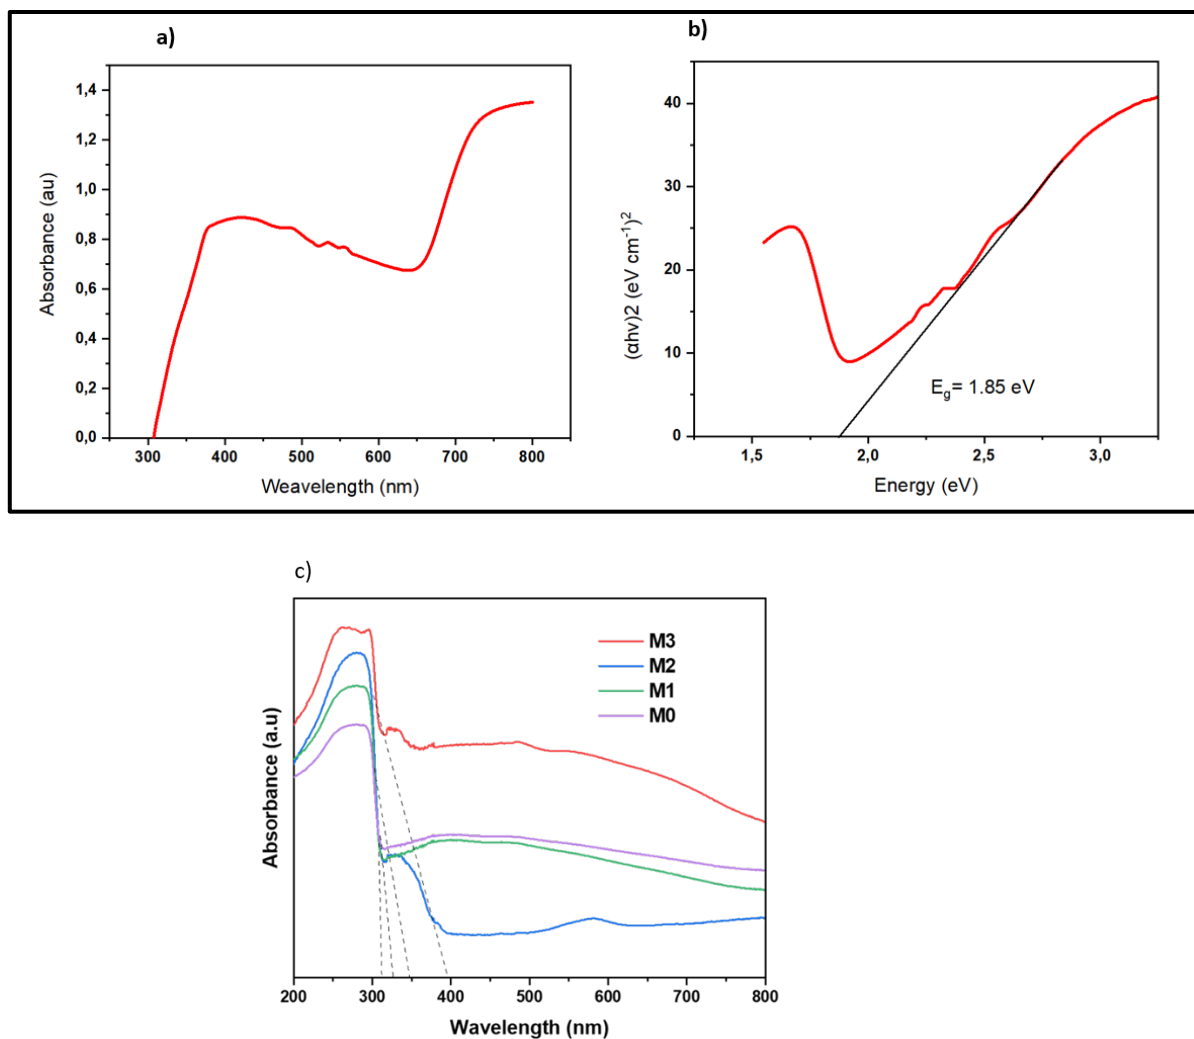 a)
1,4
1,2
1,0
0,8
0,6
0,4
0,2
0,0
300 400 500 600 700 800
Absorbance (au)
Weavelength (nm)
b)
40
30
20
10
0
1,5 2,0 2,5 3,0
(αhν)2 (eV cm⁻¹)²
Energy (eV)
E₉= 1.85 eV
c)
M3
M2
M1
M0
200 300 400 500 600 700 800
Absorbance (a.u)
Wavelength (nm)